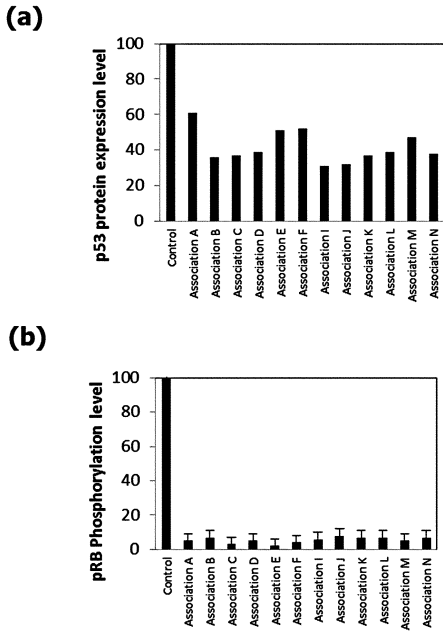 (a)
p53 protein expression level
100
80
60
40
20
0
Control
Association A
Association B
Association C
Association D
Association E
Association F
Association I
Association J
Association K
Association L
Association M
Association N
(b)
pRB Phosphorylation level
100
80
60
40
20
0
Control
Association A
Association B
Association C
Association D
Association E
Association F
Association I
Association J
Association K
Association L
Association M
Association N